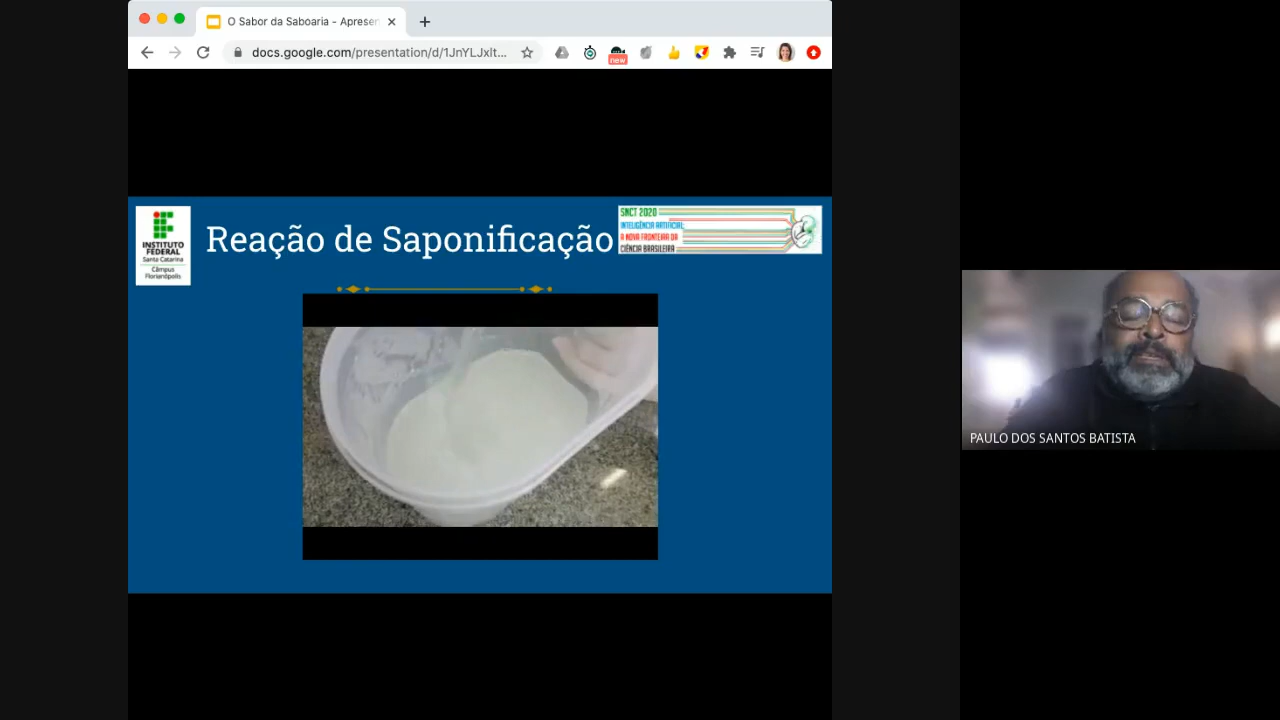 O Sabor da Saboaria - Apresen
docs.google.com/presentation/d/1JnYLJxlt...
new
INSTITUTO
FEDERAL
Santa Catarina
Câmpus
Florianópolis
Reação de Saponificação
SNCT 2020
INTELIGÊNCIA ARTIFICIAL:
A NOVA FRONTEIRA DA
CIÊNCIA BRASILEIRA
PAULO DOS SANTOS BATISTA